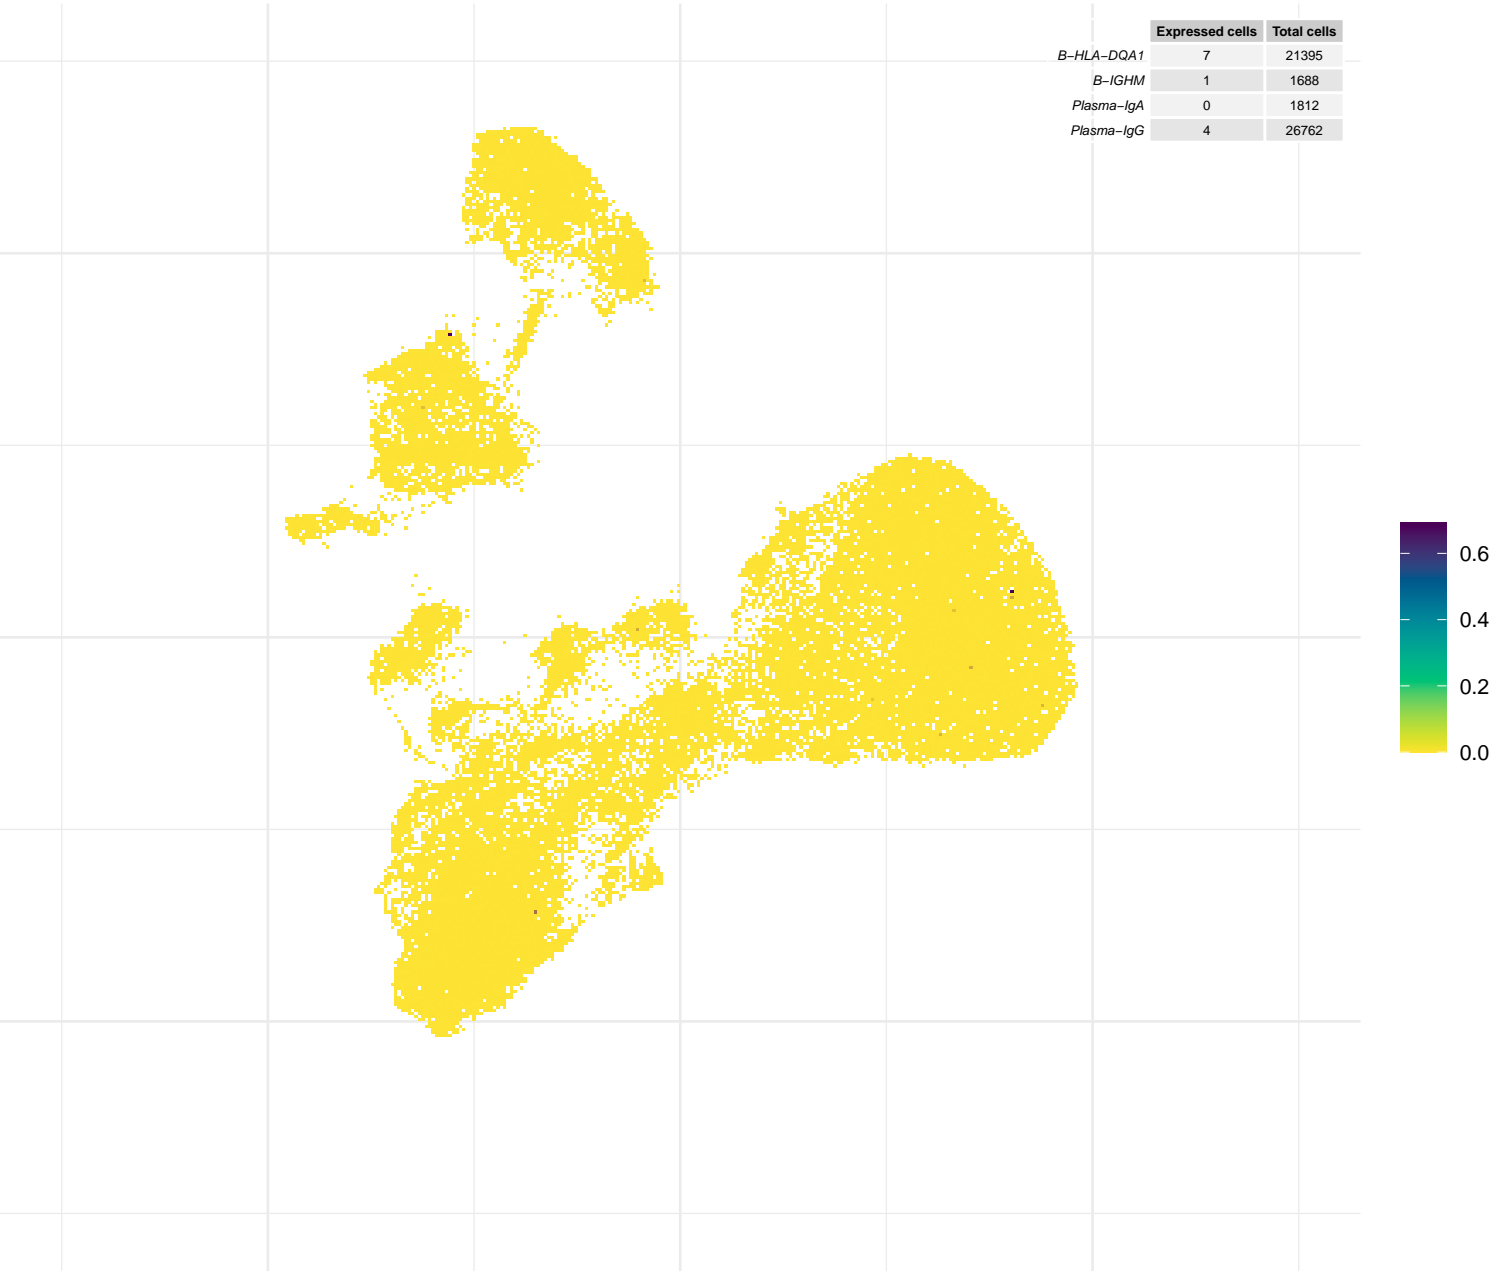 Expressed cells Total cells
B−HLA−DQA1 7 21395
B−IGHM 1 1688
Plasma−IgA 0 1812
Plasma−IgG 4 26762
0.6
0.4
0.2
0.0